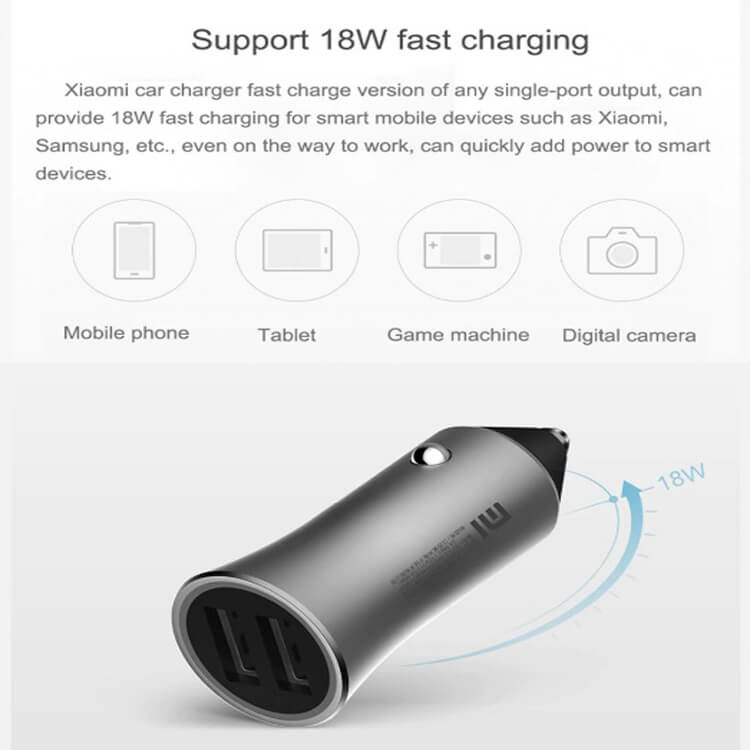 Support 18W fast charging
Xiaomi car charger fast charge version of any single-port output, can
provide 18W fast charging for smart mobile devices such as Xiaomi,
Samsung, etc., even on the way to work, can quickly add power to smart
devices.
Mobile phone
Tablet
Game machine
Digital camera
18W
mi